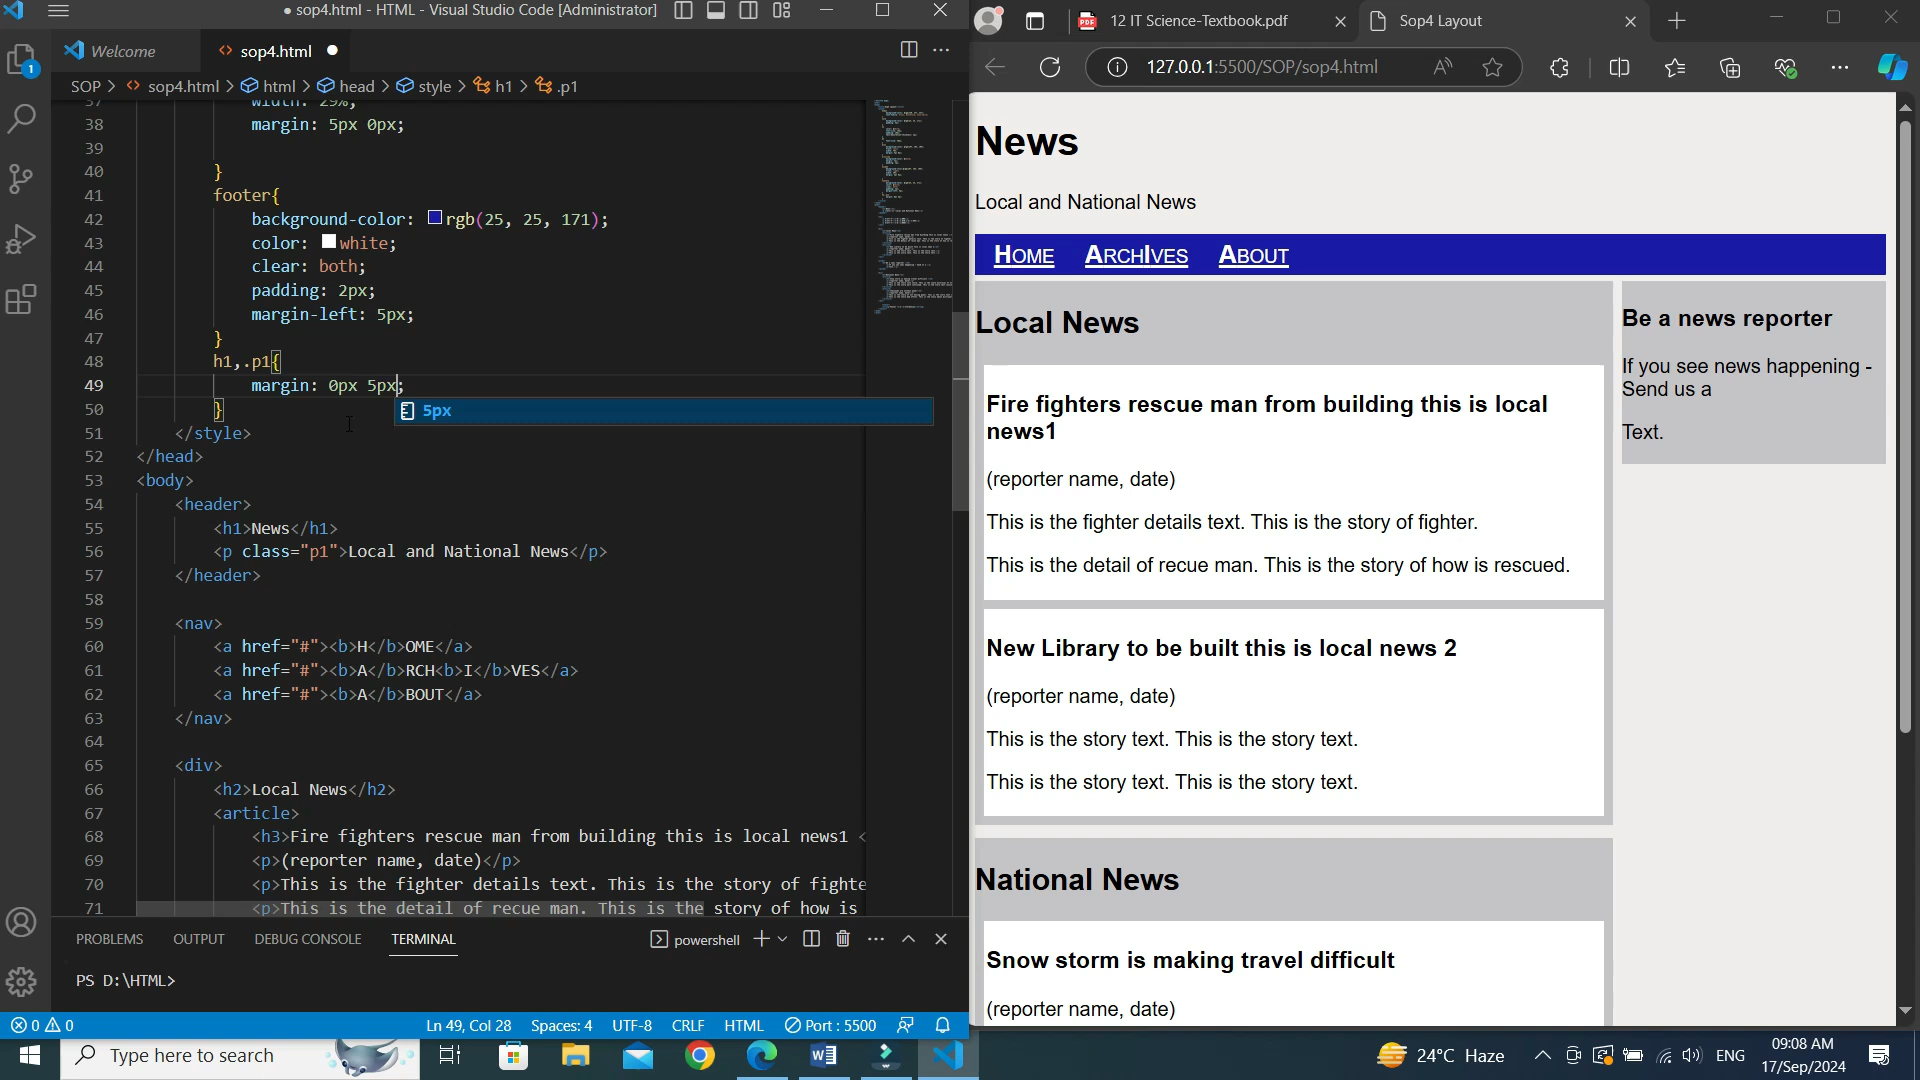 sop4.html - HTML - Visual Studio Code [Administrator]
Welcome
sop4.html
SOP > sop4.html > html > head > style > h1 > .p1
37 width: 29%;
38 margin: 5px 0px;
39
40 }
41 footer{
42 background-color: rgb(25, 25, 171);
43 color: white;
44 clear: both;
45 padding: 2px;
46 margin-left: 5px;
47 }
48 h1,.p1{
49 margin: 0px 5px;
5px
50 }
51 </style>
52 </head>
53 <body>
54 <header>
55 <h1>News</h1>
56 <p class="p1">Local and National News</p>
57 </header>
58
59 <nav>
60 <a href="#"><b>H</b>OME</a>
61 <a href="#"><b>A</b>RCH<b>I</b>VES</a>
62 <a href="#"><b>A</b>BOUT</a>
63 </nav>
64
65 <div>
66 <h2>Local News</h2>
67 <article>
68 <h3>Fire fighters rescue man from building this is local news1 <
69 <p>(reporter name, date)</p>
70 <p>This is the fighter details text. This is the story of fighte
71 <p>This is the detail of recue man. This is the story of how is
PROBLEMS OUTPUT DEBUG CONSOLE TERMINAL
powershell
PS D:\HTML>
0 0
Ln 49, Col 28 Spaces: 4 UTF-8 CRLF HTML Port : 5500
1
12 IT Science-Textbook.pdf
Sop4 Layout
127.0.0.1:5500/SOP/sop4.html
News
Local and National News
HOME ARCHIVES ABOUT
Local News
Fire fighters rescue man from building this is local
news1
(reporter name, date)
This is the fighter details text. This is the story of fighter.
This is the detail of recue man. This is the story of how is rescued.
New Library to be built this is local news 2
(reporter name, date)
This is the story text. This is the story text.
This is the story text. This is the story text.
National News
Snow storm is making travel difficult
(reporter name, date)
Be a news reporter
If you see news happening -
Send us a
Text.
Type here to search
24°C Haze
ENG
09:08 AM
17/Sep/2024